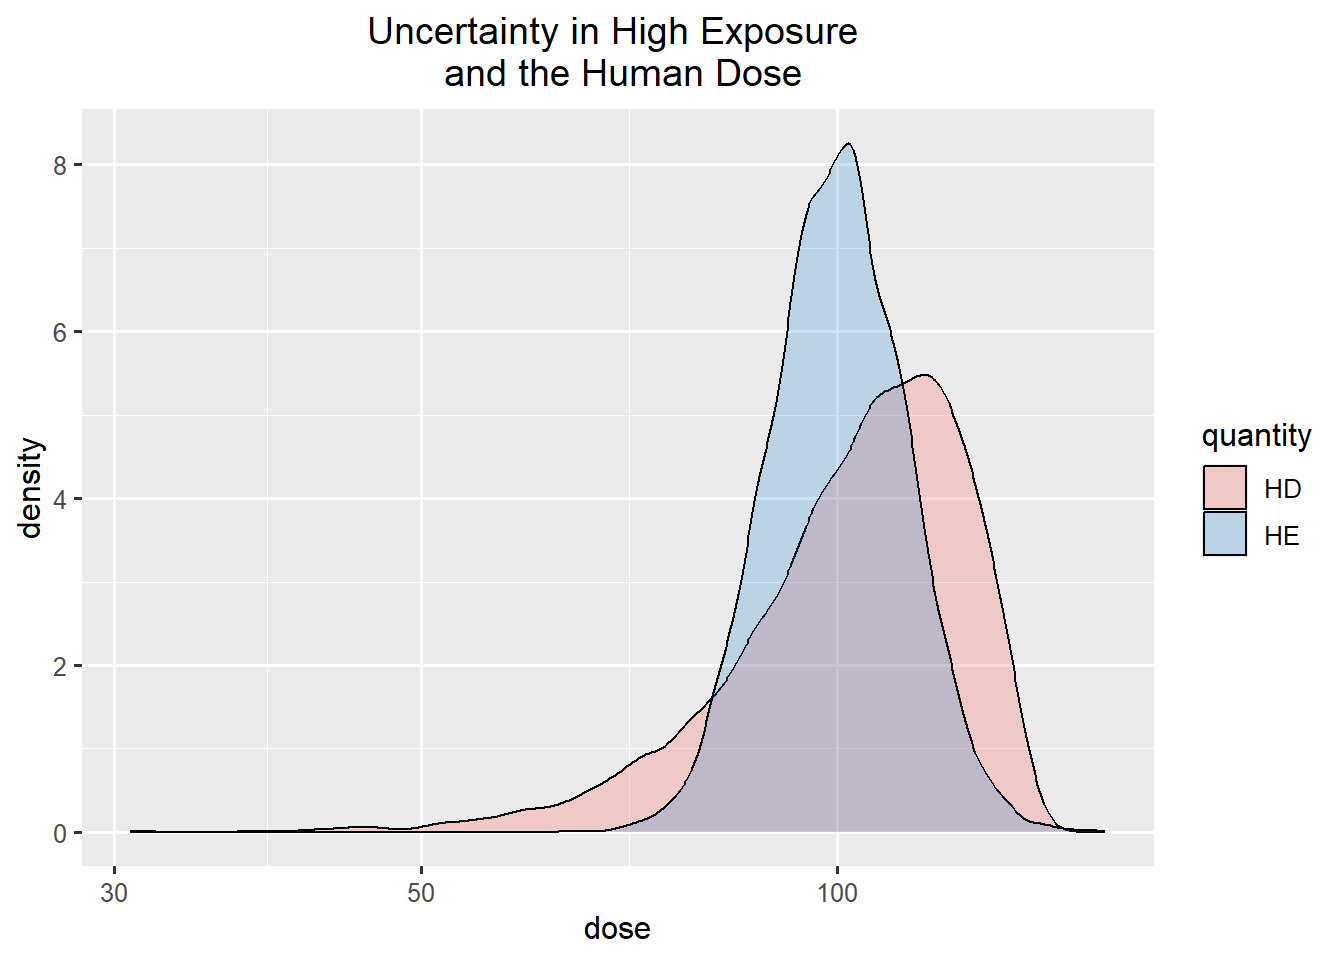 Uncertainty in High Exposure
and the Human Dose
density
8
6
4
2
0
30
50
100
dose
quantity
HD
HE